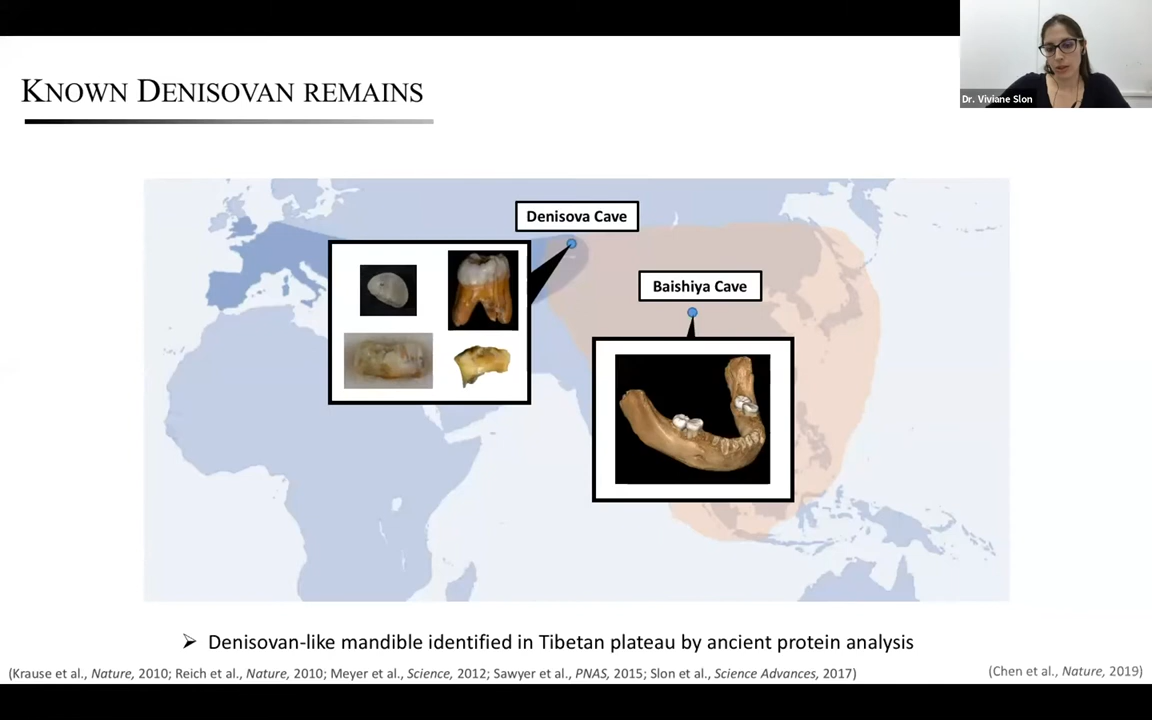 Dr. Viviane Slon
KNOWN DENISOVAN REMAINS
Denisova Cave
Baishiya Cave
➢ Denisovan-like mandible identified in Tibetan plateau by ancient protein analysis
(Krause et al., Nature, 2010; Reich et al., Nature, 2010; Meyer et al., Science, 2012; Sawyer et al., PNAS, 2015; Slon et al., Science Advances, 2017)
(Chen et al., Nature, 2019)